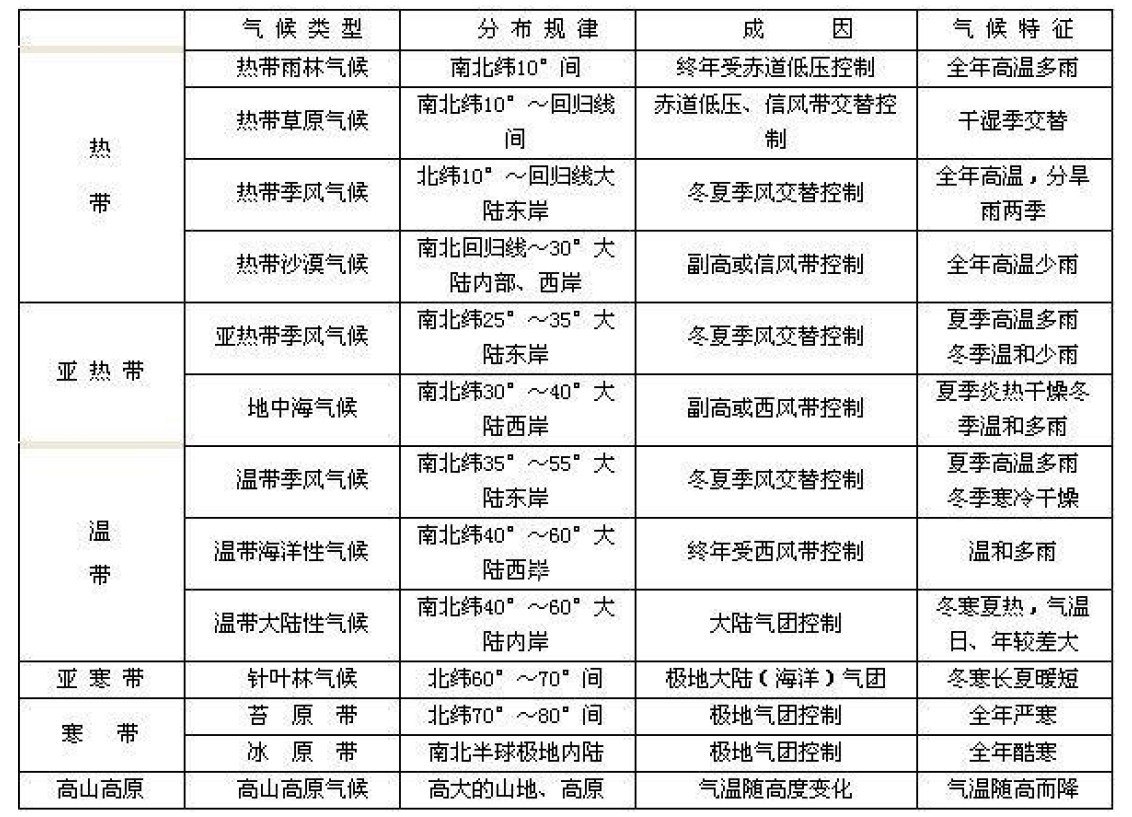 气候类型 分布规律 成因 气候特征
热带
热带雨林气候 南北纬10°间 终年受赤道低压控制 全年高温多雨
热带草原气候 南北纬10°～回归线间 赤道低压、信风带交替控制 干湿季交替
热带季风气候 北纬10°～回归线大陆东岸 冬夏季风交替控制 全年高温，分旱雨两季
热带沙漠气候 南北回归线～30°大陆内部、西岸 副高或信风带控制 全年高温少雨
亚热带
亚热带季风气候 南北纬25°～35°大陆东岸 冬夏季风交替控制 夏季高温多雨冬季温和少雨
地中海气候 南北纬30°～40°大陆西岸 副高或西风带控制 夏季炎热干燥冬季温和多雨
温带
温带季风气候 南北纬35°～55°大陆东岸 冬夏季风交替控制 夏季高温多雨冬季寒冷干燥
温带海洋性气候 南北纬40°～60°大陆西岸 终年受西风带控制 温和多雨
温带大陆性气候 南北纬40°～60°大陆内岸 大陆气团控制 冬寒夏热，气温日、年较差大
亚寒带 针叶林气候 北纬60°～70°间 极地大陆（海洋）气团 冬寒长夏暖短
寒带
苔原带 北纬70°～80°间 极地气团控制 全年严寒
冰原带 南北半球极地内陆 极地气团控制 全年酷寒
高山高原 高山高原气候 高大的山地、高原 气温随高度变化 气温随高而降